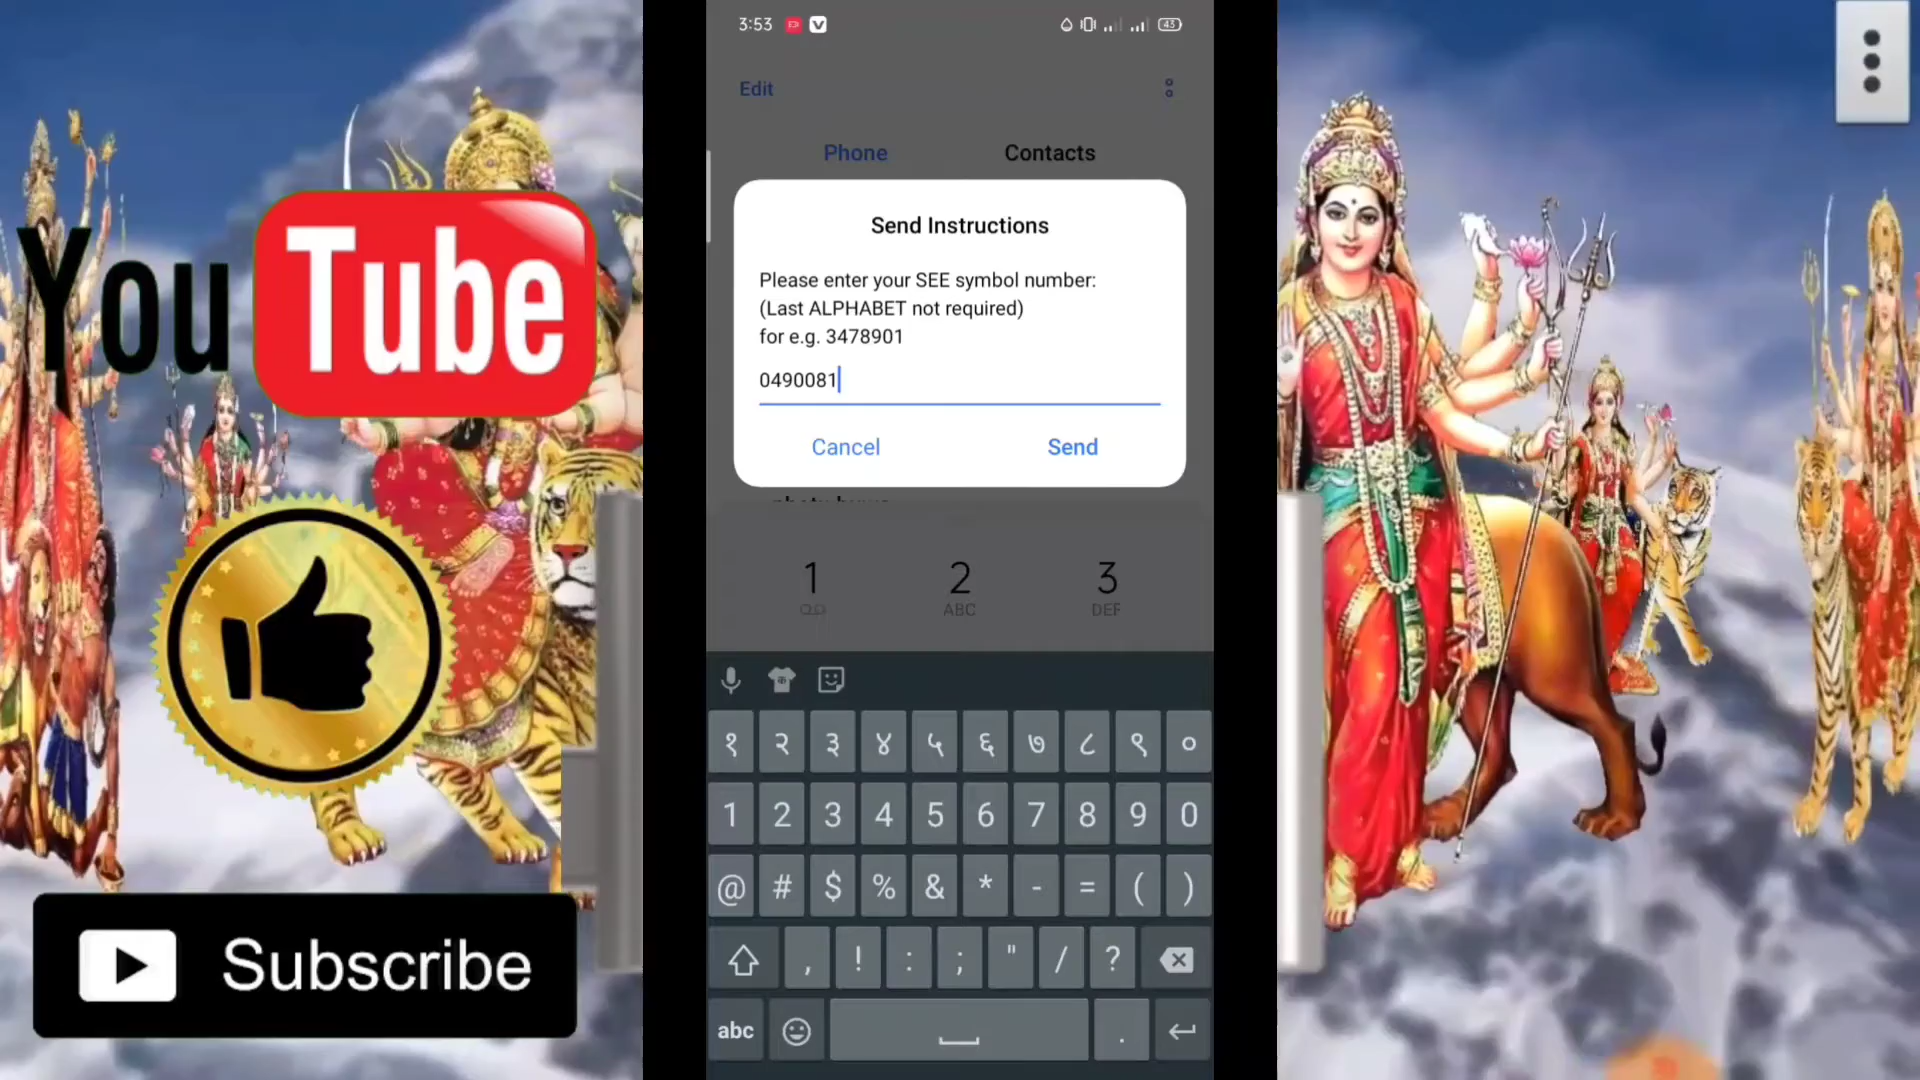 3:53
43
Edit
Phone
Contacts
Send Instructions
Please enter your SEE symbol number:
(Last ALPHABET not required)
for e.g. 3478901
0490081
Cancel
Send
1
2 ABC
3 DEF
१ २ ३ ४ ५ ६ ७ ८ ९ ०
1 2 3 4 5 6 7 8 9 0
@ # $ % & * - = ( )
, ! : ; " / ?
abc .
YouTube
Subscribe